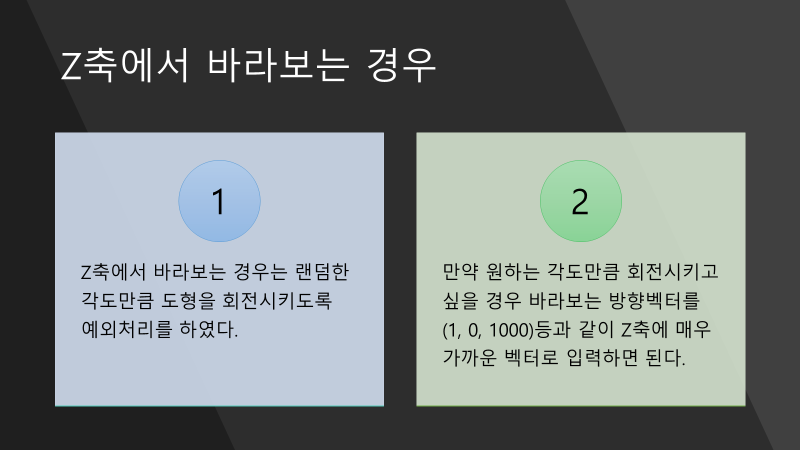 Z축에서 바라보는 경우
1
Z축에서 바라보는 경우는 랜덤한
각도만큼 도형을 회전시키도록
예외처리를 하였다.
2
만약 원하는 각도만큼 회전시키고
싶을 경우 바라보는 방향벡터를
(1, 0, 1000)등과 같이 Z축에 매우
가까운 벡터로 입력하면 된다.